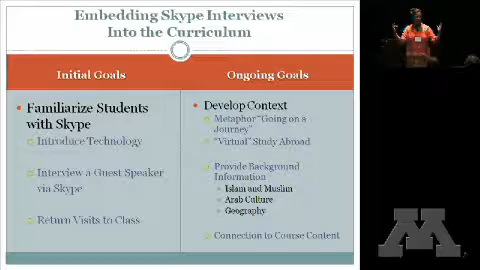 Embedding Skype Interviews
Into the Curriculum
Initial Goals
Ongoing Goals
Familiarize Students
with Skype
Introduce Technology
Interview a Guest Speaker
via Skype
Return Visits to Class
Develop Context
Metaphor "Going on a
Journey"
"Virtual" Study Abroad
Provide Background
Information
Islam and Muslim
Arab Culture
Geography
Connection to Course Content
M